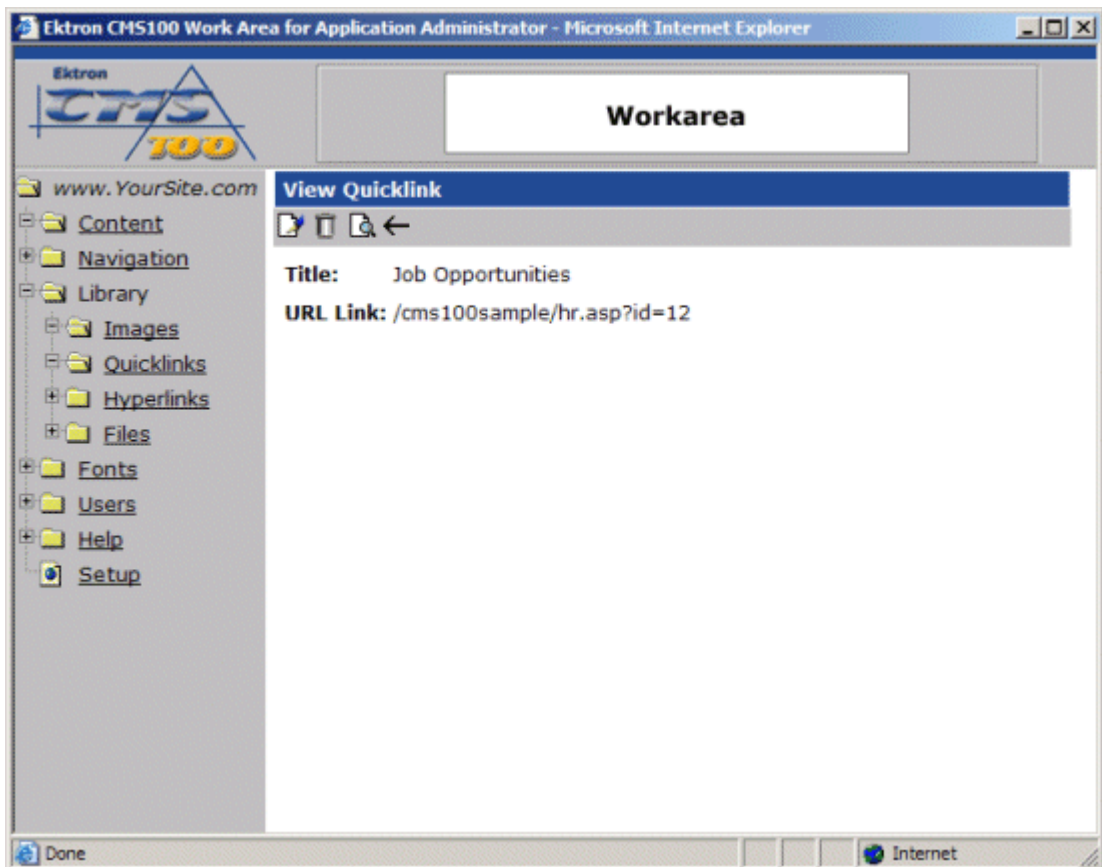 Ektron CMS100 Work Area for Application Administrator - Microsoft Internet Explorer
Ektron
CMS
100
Workarea
www.YourSite.com
Content
Navigation
Library
Images
Quicklinks
Hyperlinks
Files
Fonts
Users
Help
Setup
View Quicklink
Title: Job Opportunities
URL Link: /cms100sample/hr.asp?id=12
Done
Internet